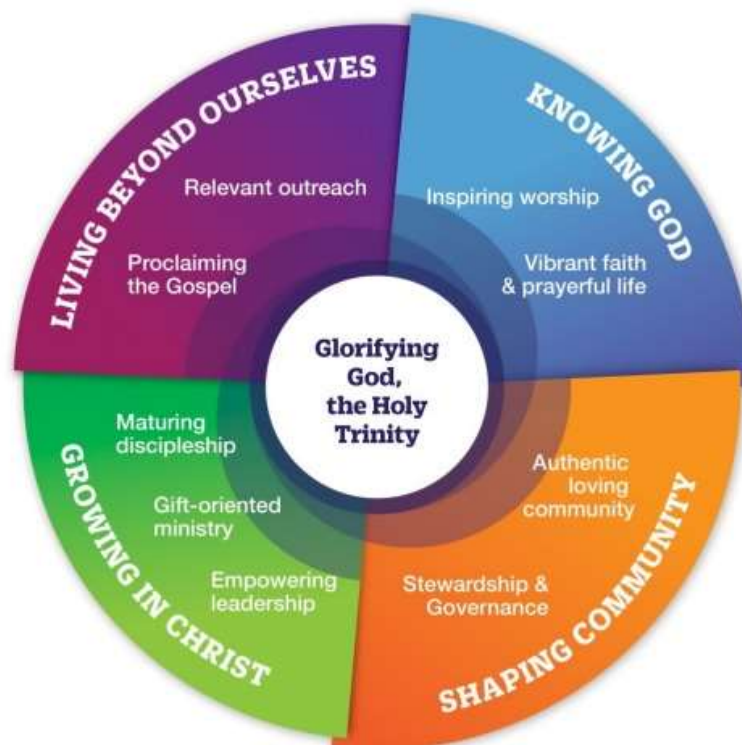 LIVING BEYOND OURSELVES
Relevant outreach
Proclaiming
the Gospel
KNOWING GOD
Inspiring worship
Vibrant faith
& prayerful life
Glorifying
God,
the Holy
Trinity
GROWING IN CHRIST
Maturing
discipleship
Gift-oriented
ministry
Empowering
leadership
SHAPING COMMUNITY
Authentic
loving
community
Stewardship &
Governance